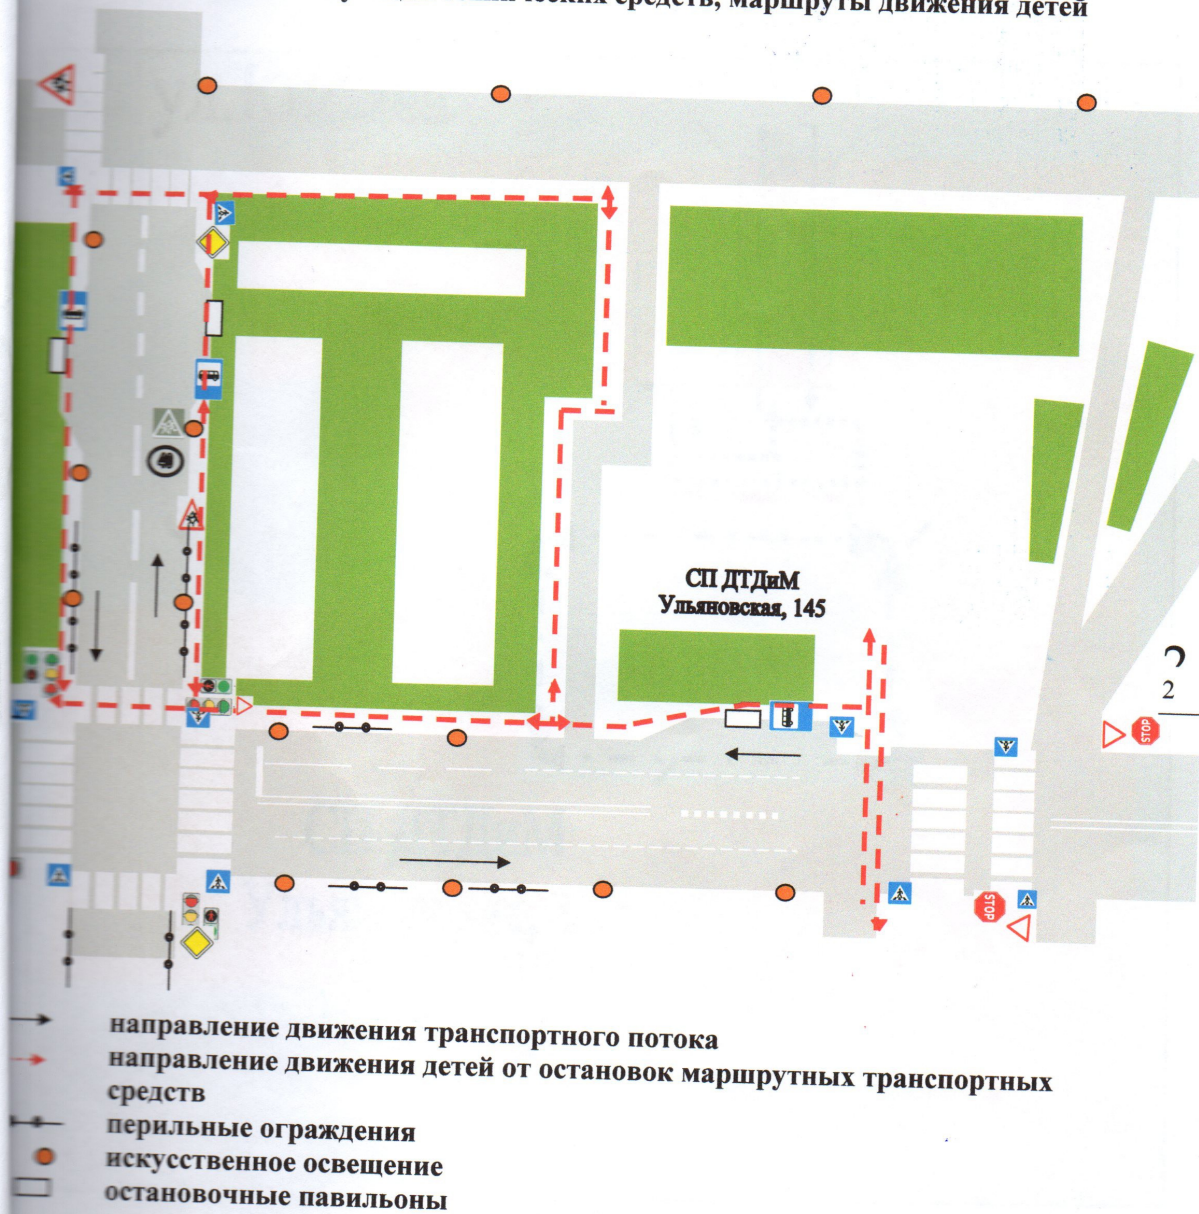 средств, маршруты движения детей
СП ДТДиМ
Ульяновская, 145
2
2
STOP
STOP
направление движения транспортного потока
направление движения детей от остановок маршрутных транспортных
средств
перильные ограждения
искусственное освещение
остановочные павильоны